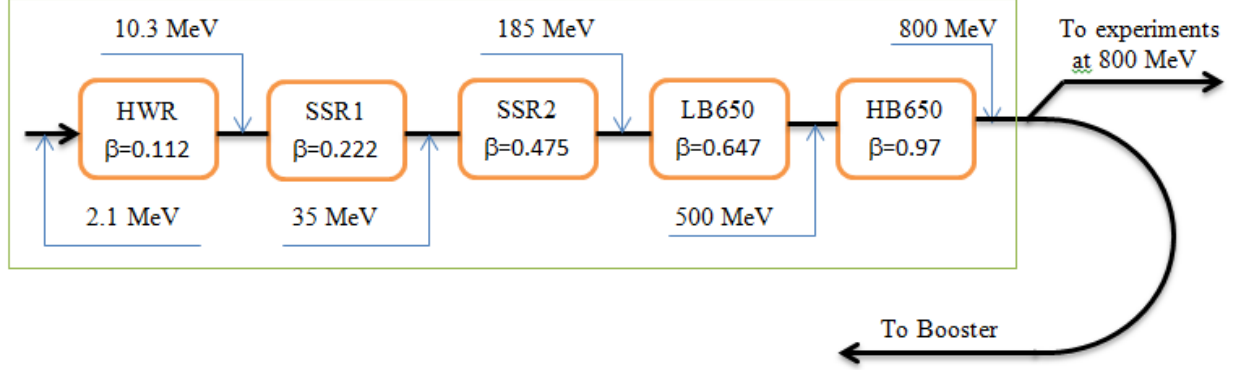 10.3 MeV
185 MeV
800 MeV
To experiments
at 800 MeV
HWR
β=0.112
SSR1
β=0.222
SSR2
β=0.475
LB650
β=0.647
HB650
β=0.97
2.1 MeV
35 MeV
500 MeV
To Booster